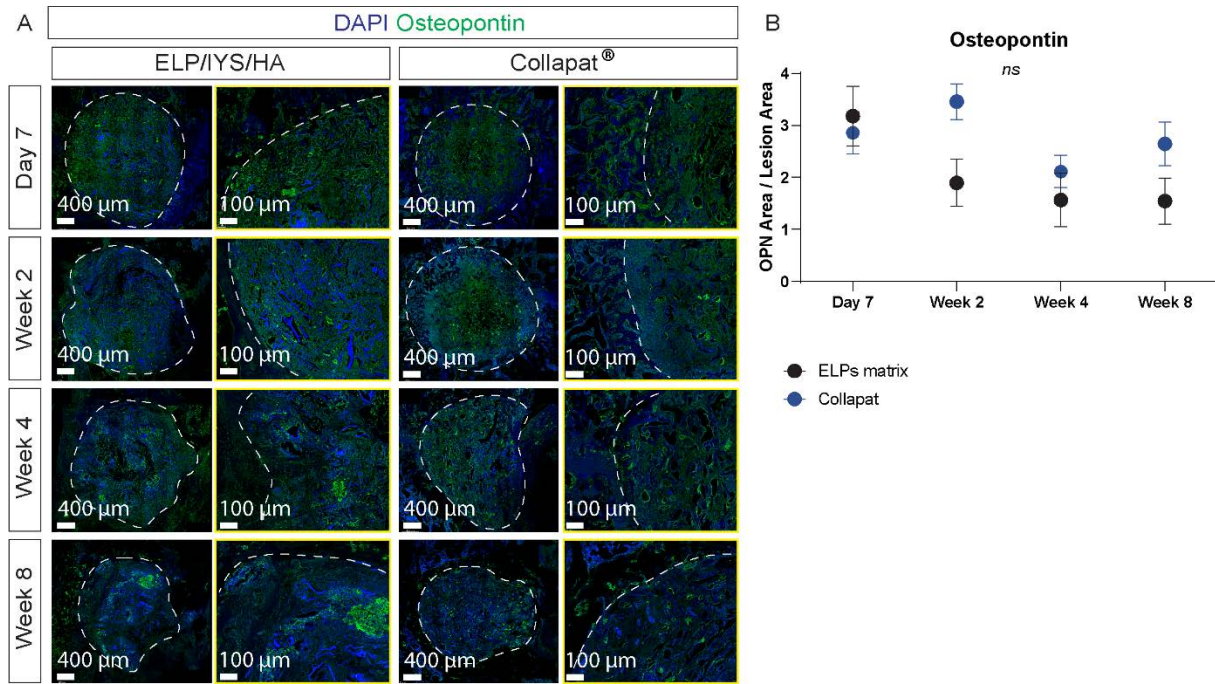 A
DAPI Osteopontin
ELP/IYS/HA
Collapat®
Day 7
400 µm
100 µm
400 µm
100 µm
Week 2
400 µm
100 µm
400 µm
100 µm
Week 4
400 µm
100 µm
400 µm
100 µm
Week 8
400 µm
100 µm
400 µm
100 µm
B
Osteopontin
ns
OPN Area / Lesion Area
4
3
2
1
0
Day 7
Week 2
Week 4
Week 8
ELPs matrix
Collapat